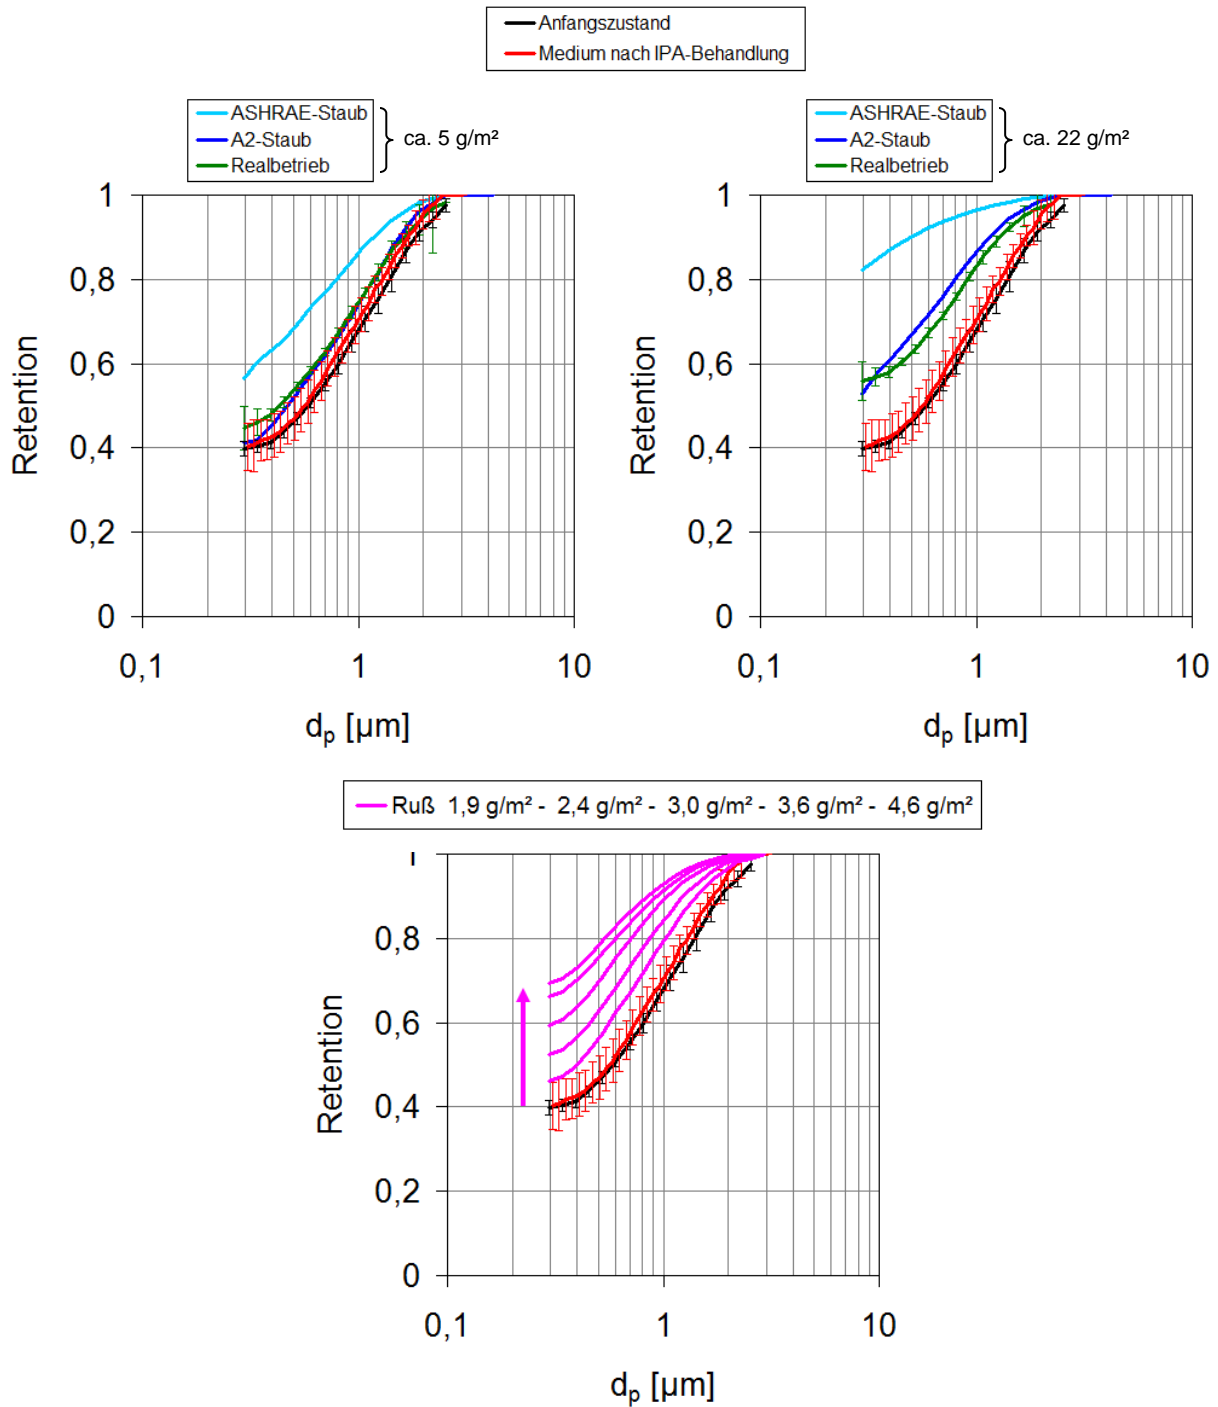 Anfangszustand
Medium nach IPA-Behandlung
ASHRAE-Staub
A2-Staub
Realbetrieb
ca. 5 g/m²
ASHRAE-Staub
A2-Staub
Realbetrieb
ca. 22 g/m²
1
0,8
0,6
0,4
0,2
0
Retention
0,1 1 10
dp [µm]
1
0,8
0,6
0,4
0,2
0
Retention
0,1 1 10
dp [µm]
Ruß 1,9 g/m² - 2,4 g/m² - 3,0 g/m² - 3,6 g/m² - 4,6 g/m²
1
0,8
0,6
0,4
0,2
0
Retention
0,1 1 10
dp [µm]